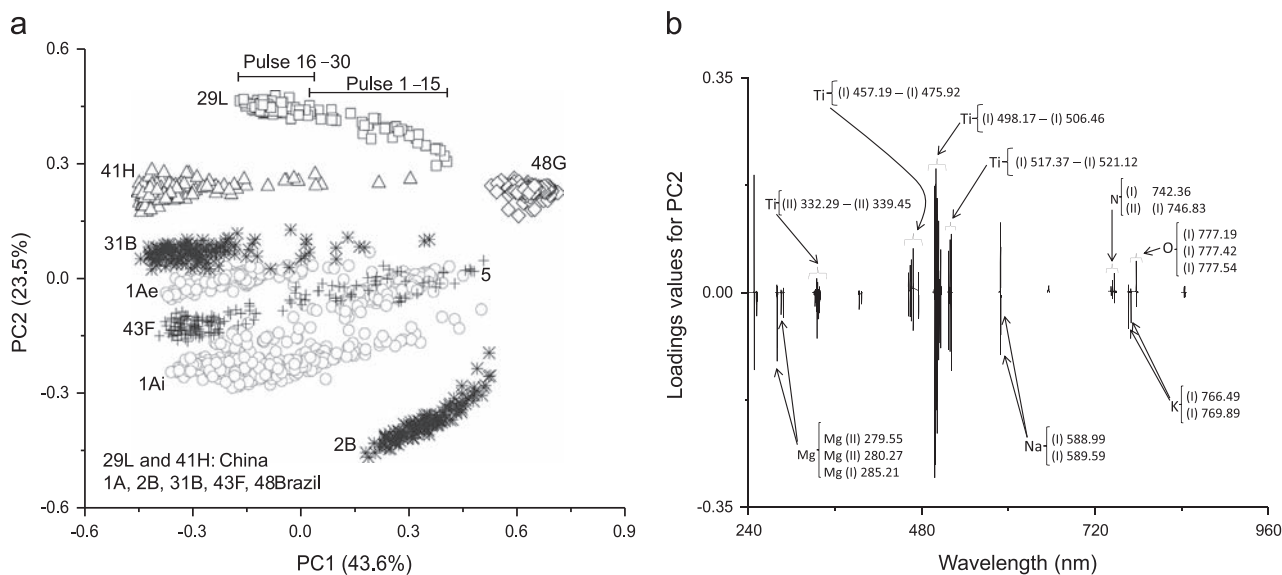 a
0.6
0.3
0.0
-0.3
-0.6
PC2 (23.5%)
Pulse 16 –30
Pulse 1 –15
29L
41H
48G
31B
1Ae
5
43F
1Ai
2B
29L and 41H: China
1A, 2B, 31B, 43F, 48Brazil
-0.6 -0.3 0.0 0.3 0.6 0.9
PC1 (43.6%)
b
0.35
0.00
-0.35
Loadings values for PC2
Ti (I) 457.19 – (I) 475.92
Ti (I) 498.17 – (I) 506.46
Ti (I) 517.37 – (I) 521.12
Ti (II) 332.29 – (II) 339.45
N (I) 742.36
(II) (I) 746.83
O (I) 777.19
(I) 777.42
(I) 777.54
Mg Mg (II) 279.55
Mg (II) 280.27
Mg (I) 285.21
Na (I) 588.99
(I) 589.59
K (I) 766.49
(I) 769.89
240 480 720 960
Wavelength (nm)